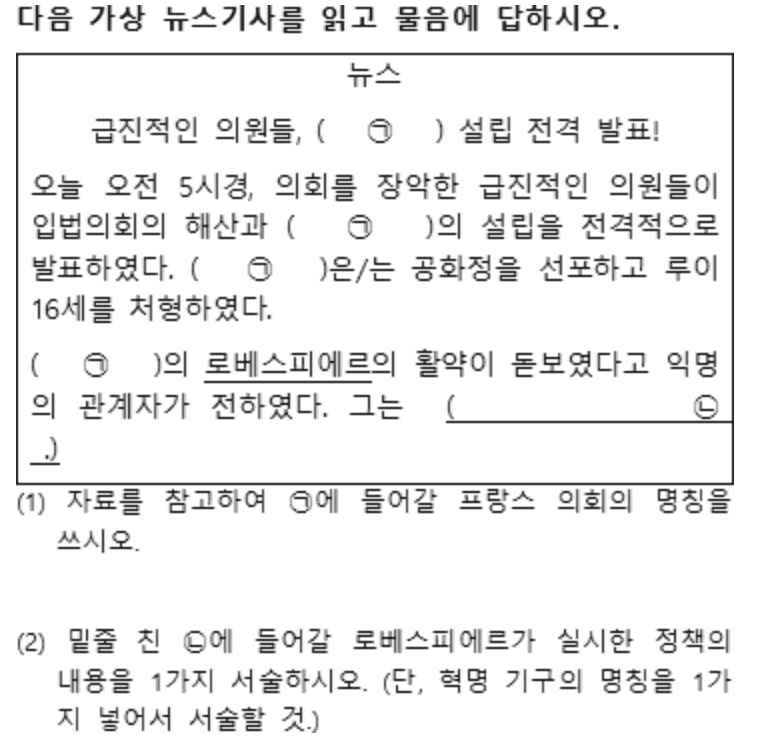 다음 가상 뉴스기사를 읽고 물음에 답하시오.
뉴스
급진적인 의원들, ( ㉠ ) 설립 전격 발표!
오늘 오전 5시경, 의회를 장악한 급진적인 의원들이
입법의회의 해산과 ( ㉠ )의 설립을 전격적으로
발표하였다. ( ㉠ )은/는 공화정을 선포하고 루이
16세를 처형하였다.
( ㉠ )의 로베스피에르의 활약이 돋보였다고 익명
의 관계자가 전하였다. 그는 ( ㉡
.)
(1) 자료를 참고하여 ㉠에 들어갈 프랑스 의회의 명칭을
쓰시오.
(2) 밑줄 친 ㉡에 들어갈 로베스피에르가 실시한 정책의
내용을 1가지 서술하시오. (단, 혁명 기구의 명칭을 1가
지 넣어서 서술할 것.)